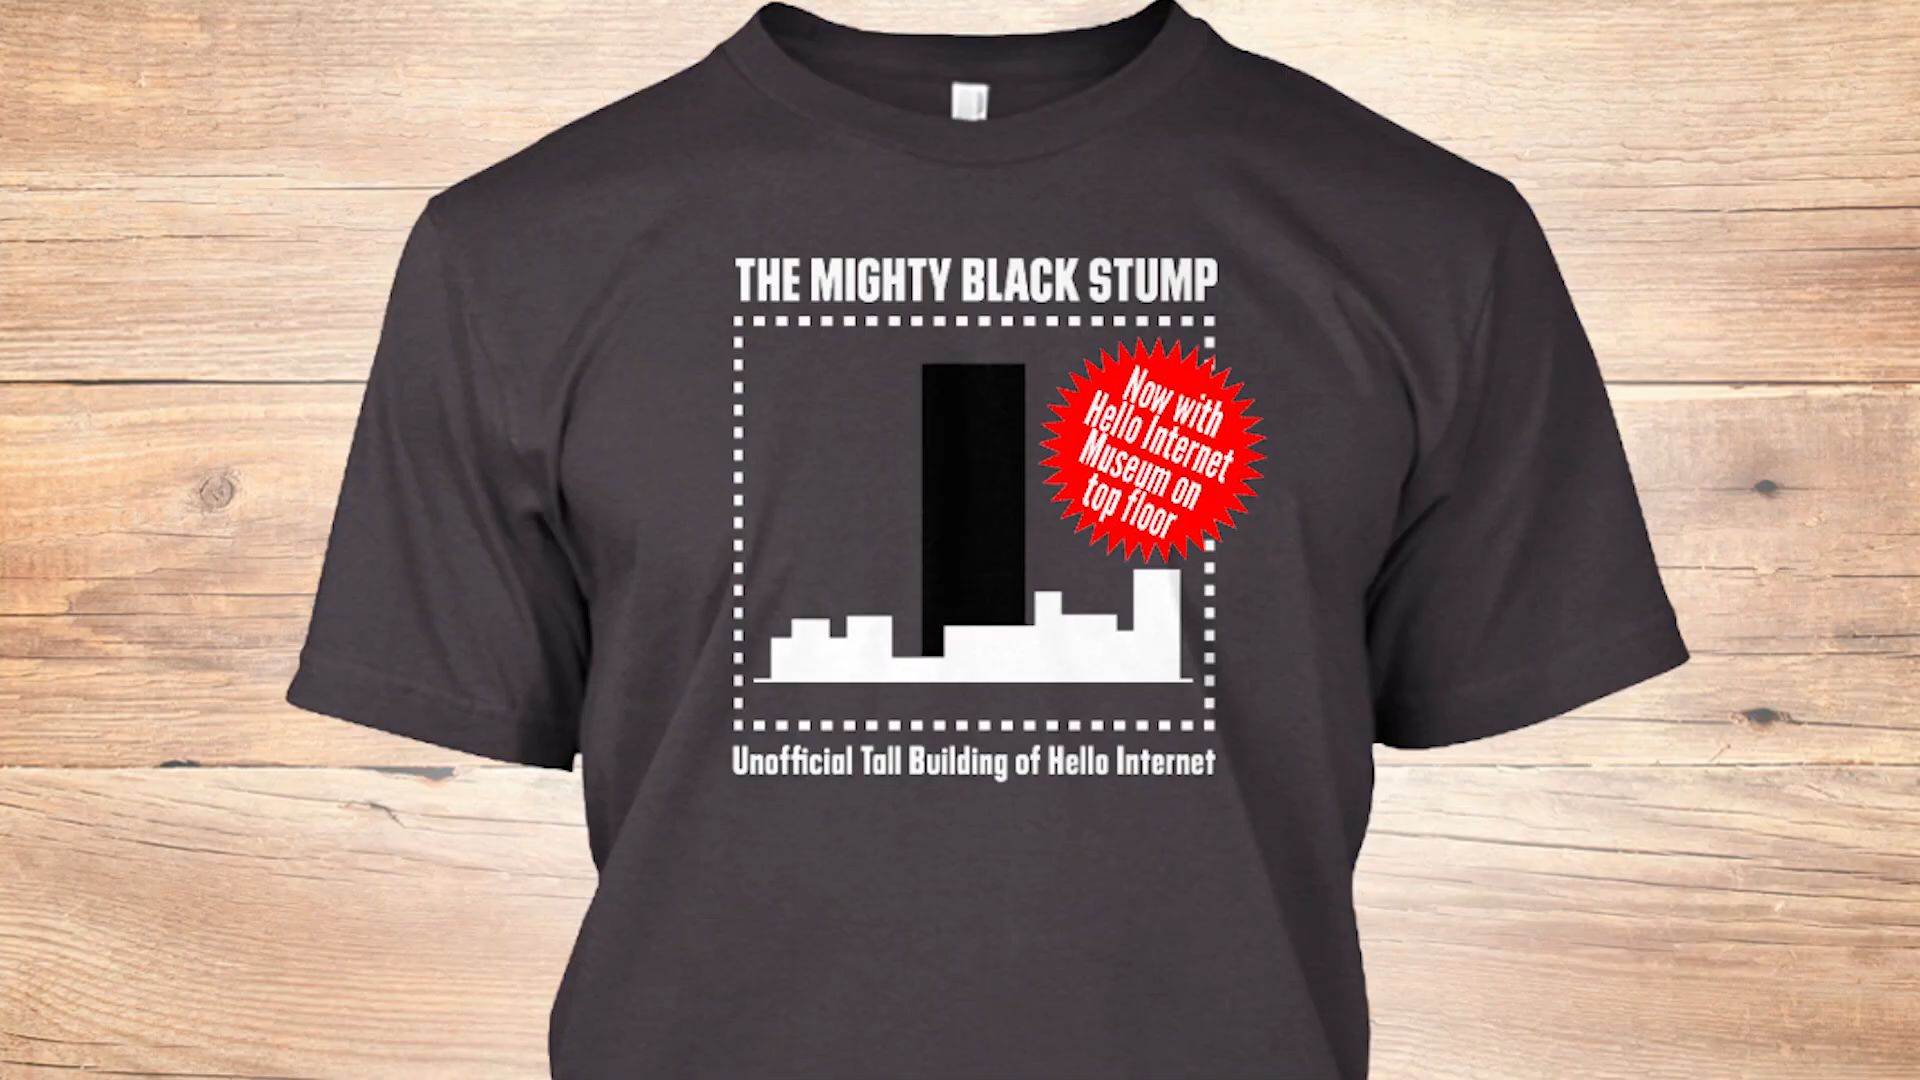 THE MIGHTY BLACK STUMP
Now with
Hello Internet
Museum on
top floor
Unofficial Tall Building of Hello Internet